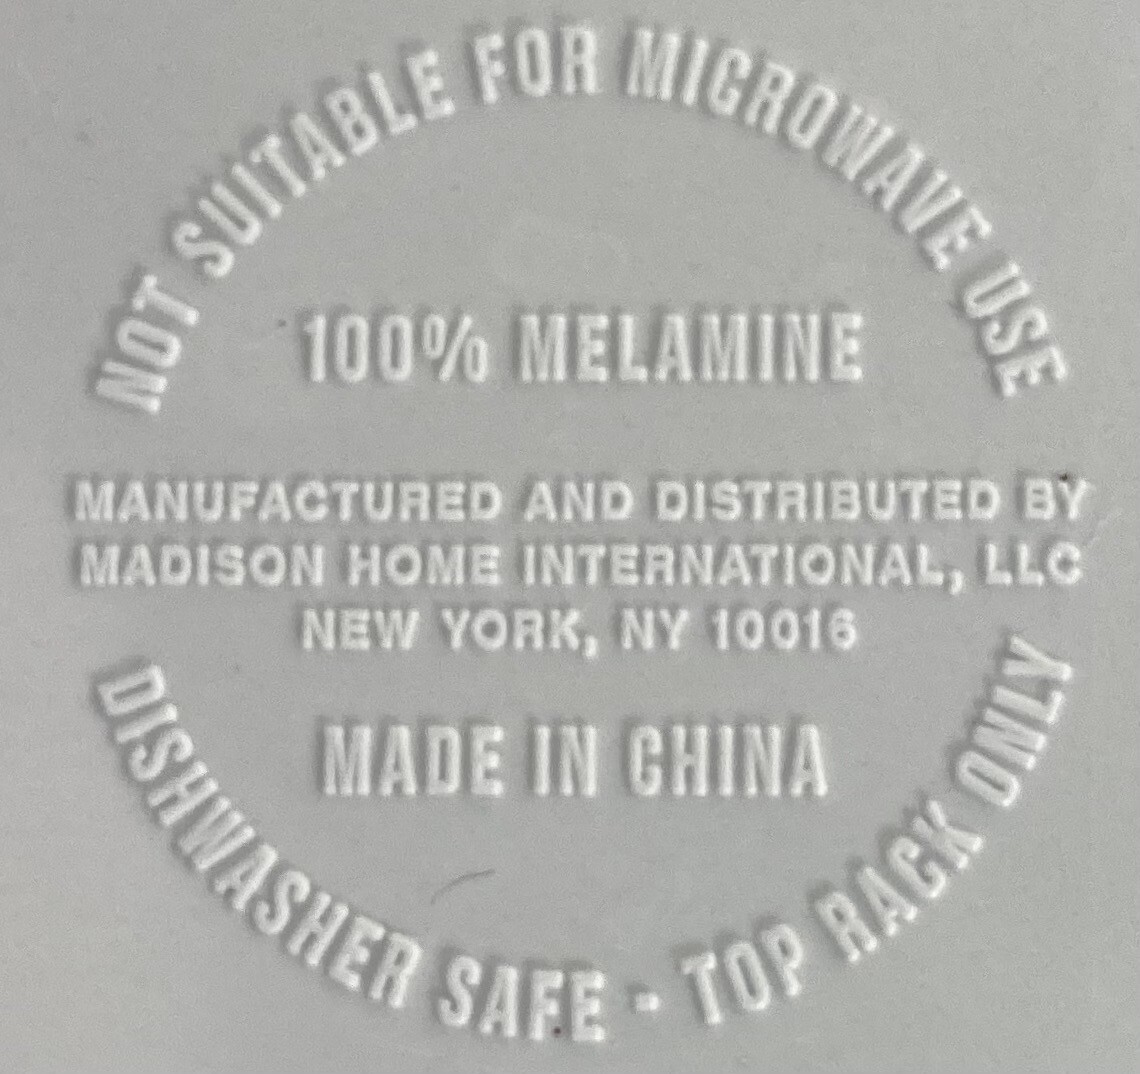 NOT SUITABLE FOR MICROWAVE USE
100% MELAMINE
MANUFACTURED AND DISTRIBUTED BY
MADISON HOME INTERNATIONAL, LLC
NEW YORK, NY 10016
MADE IN CHINA
DISHWASHER SAFE - TOP RACK ONLY